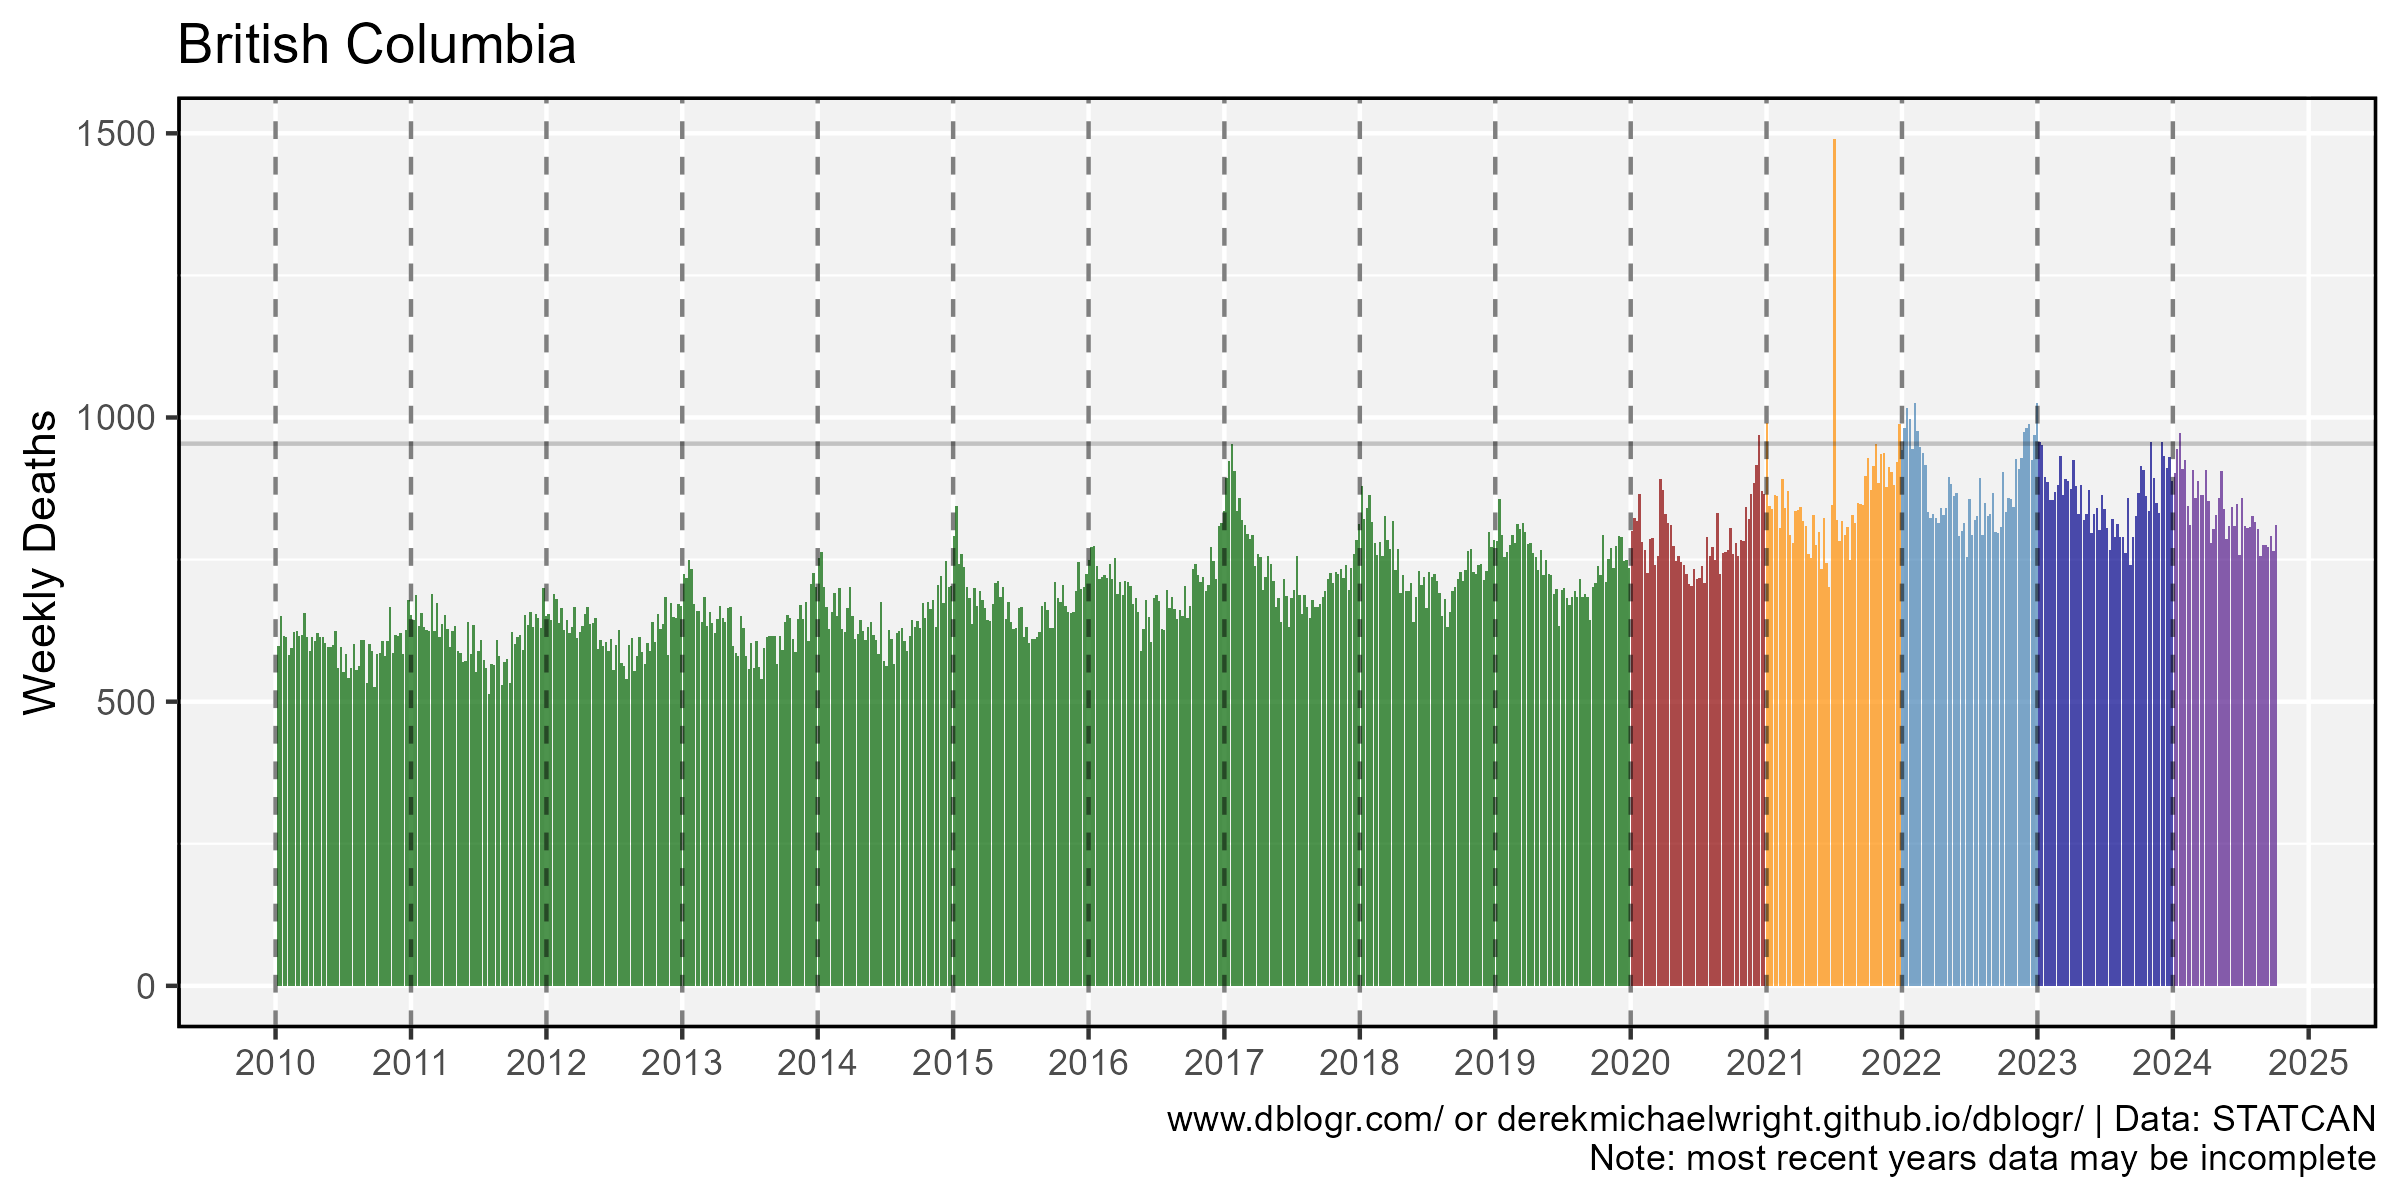 British Columbia
Weekly Deaths
1500
1000
500
0
2010 2011 2012 2013 2014 2015 2016 2017 2018 2019 2020 2021 2022 2023 2024 2025
www.dblogr.com/ or derekmichaelwright.github.io/dblogr/ | Data: STATCAN
Note: most recent years data may be incomplete